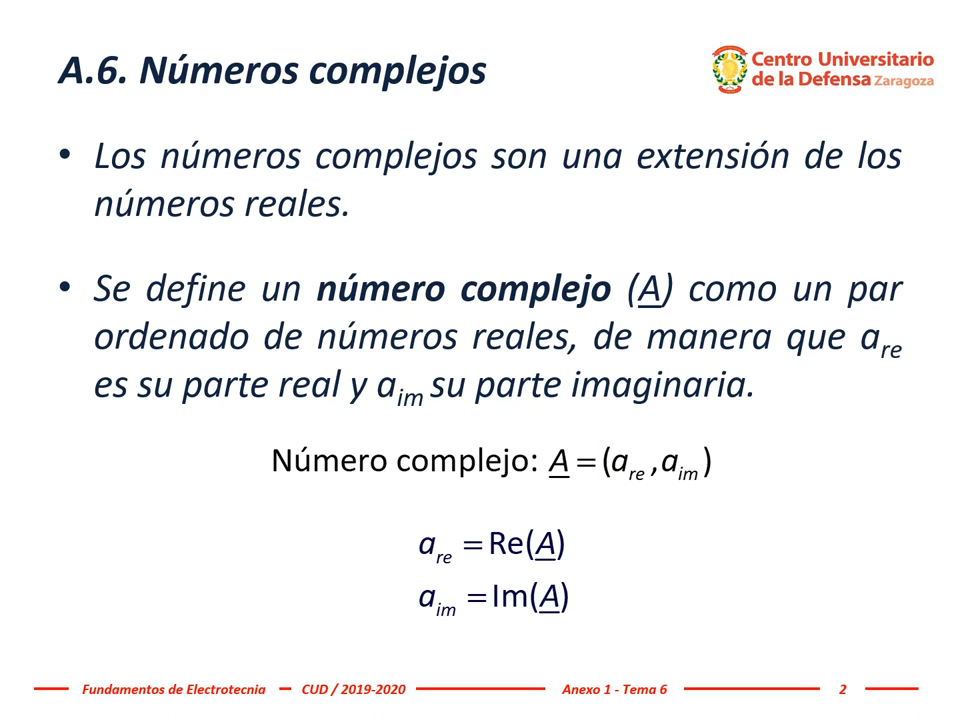 A.6. Números complejos
Centro Universitario
de la Defensa Zaragoza
• Los números complejos son una extensión de los
números reales.
• Se define un número complejo (A) como un par
ordenado de números reales, de manera que a_re
es su parte real y a_im su parte imaginaria.
Número complejo: A = (a_re , a_im)
a_re = Re(A)
a_im = Im(A)
Fundamentos de Electrotecnia CUD / 2019-2020 Anexo 1 - Tema 6 2